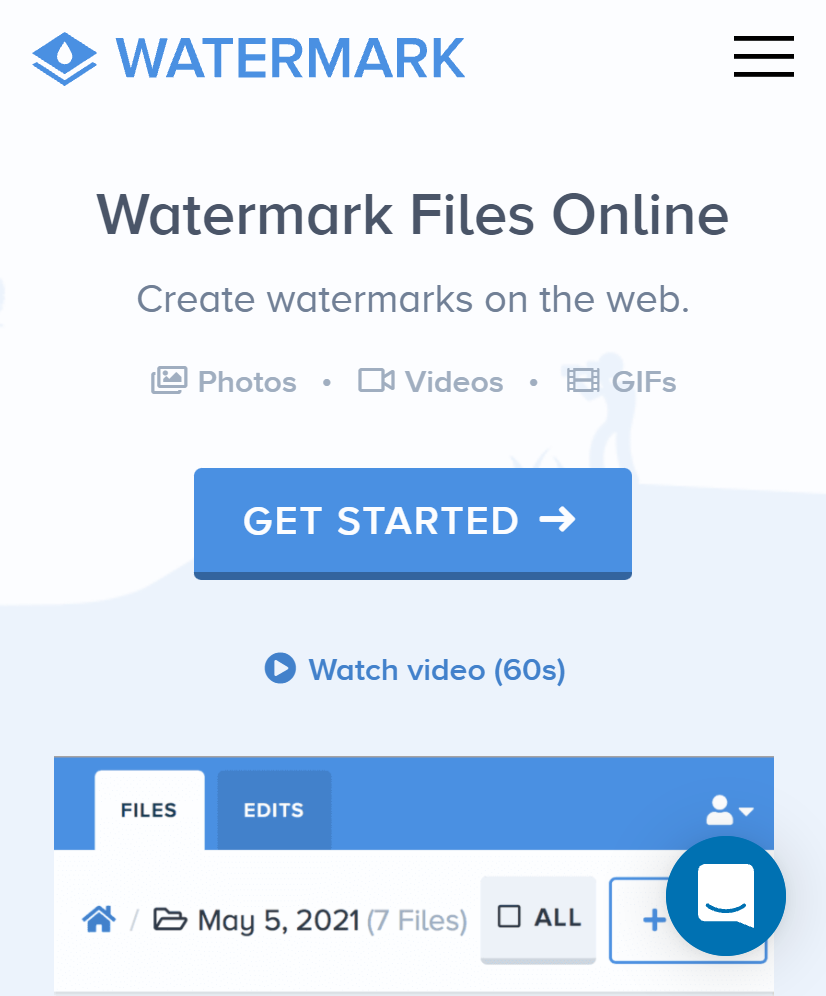 WATERMARK
Watermark Files Online
Create watermarks on the web.
Photos • Videos • GIFs
GET STARTED →
Watch video (60s)
FILES EDITS
/ May 5, 2021 (7 Files) ALL +